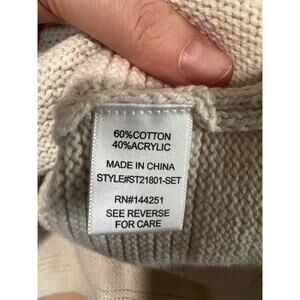 60%COTTON
40%ACRYLIC
MADE IN CHINA
STYLE#ST21801-SET
RN#144251
SEE REVERSE
FOR CARE